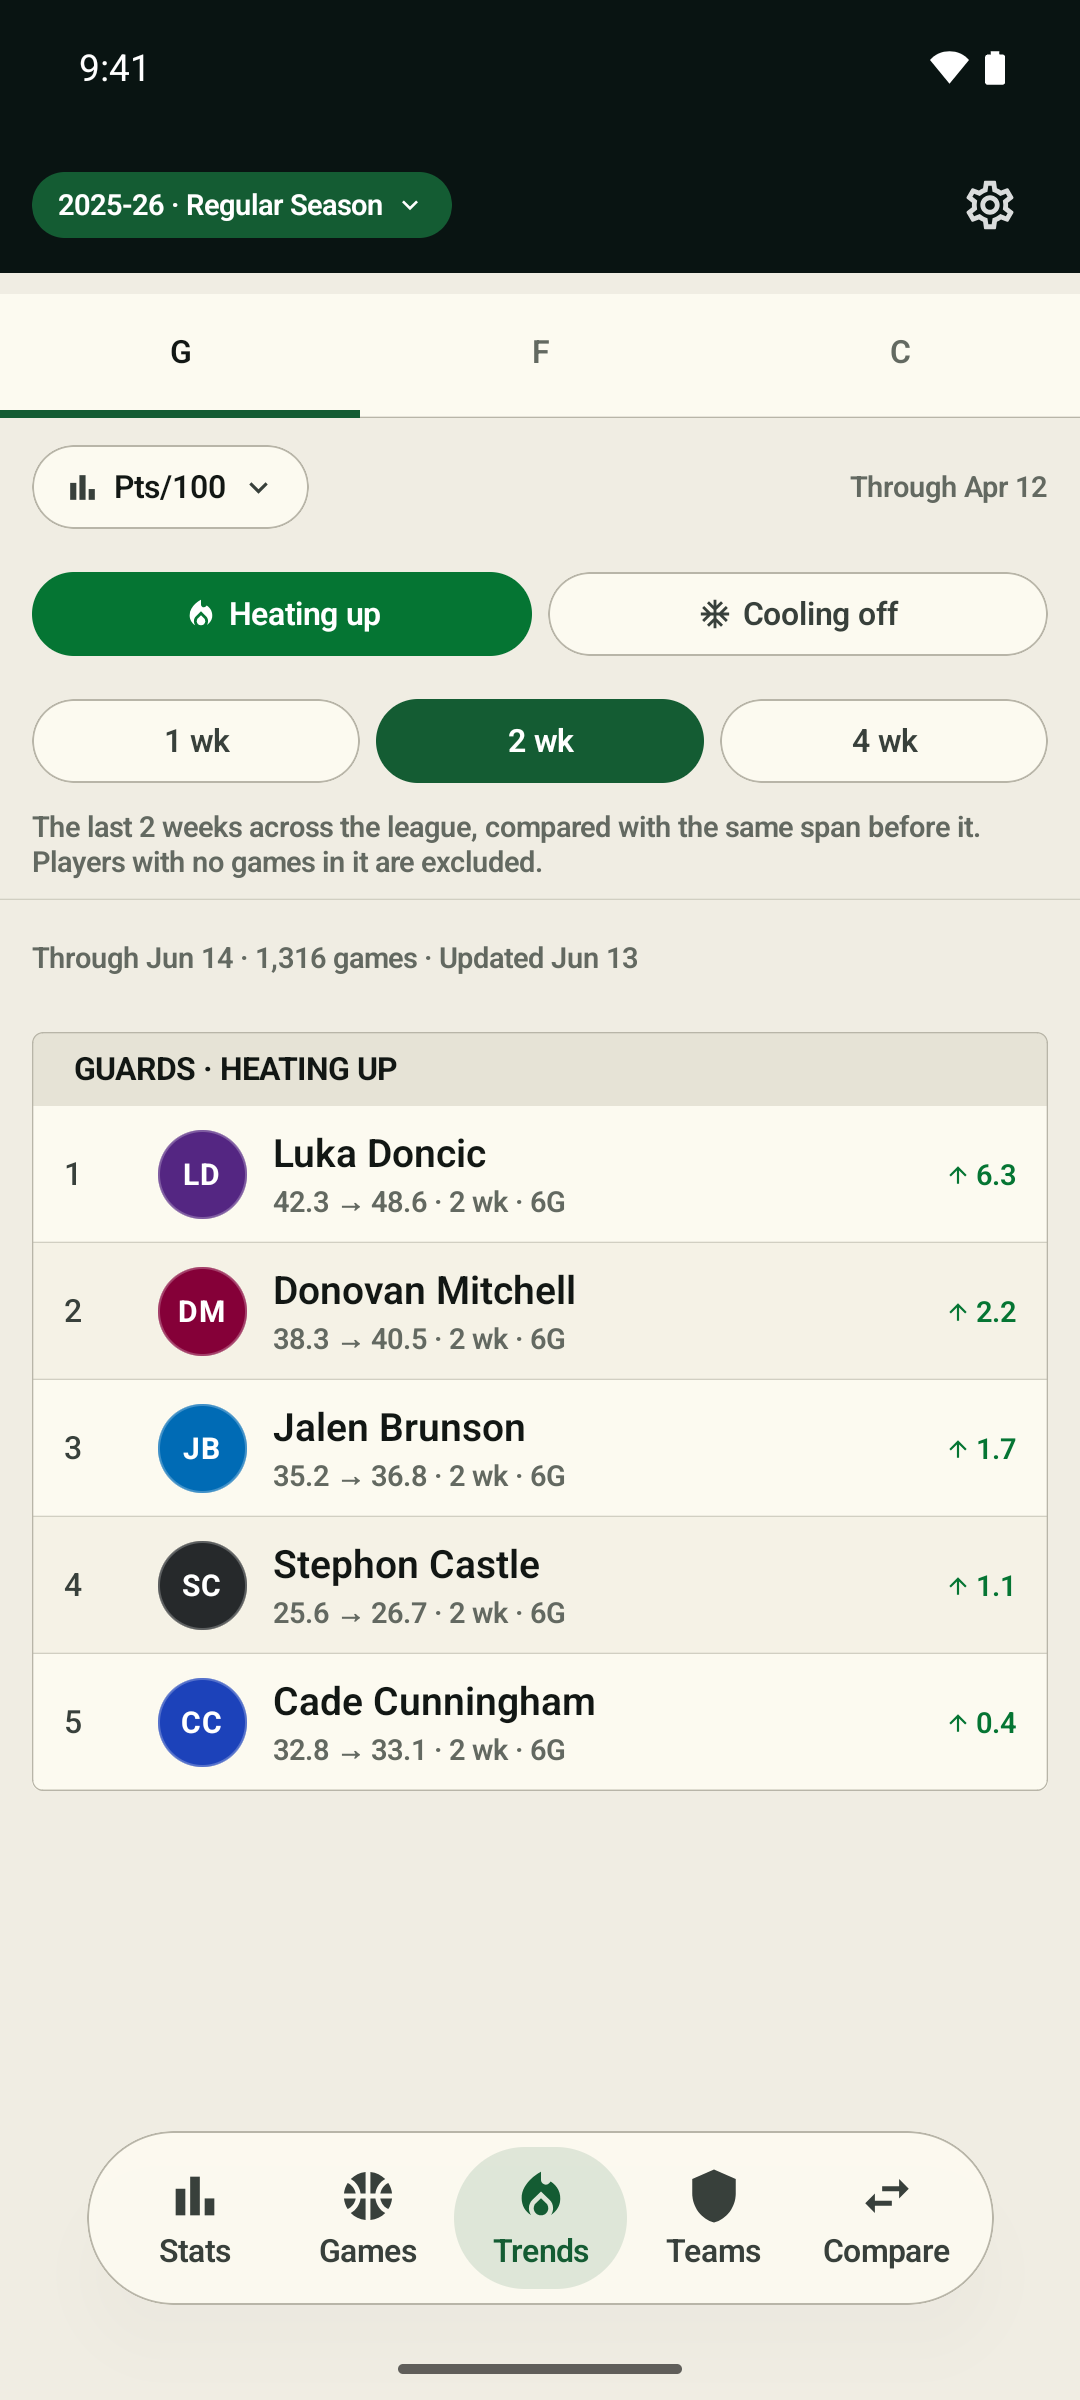 9:41
2025-26 · Regular Season
G
F
C
Pts/100
Through Apr 12
Heating up
Cooling off
1 wk
2 wk
4 wk
The last 2 weeks across the league, compared with the same span before it.
Players with no games in it are excluded.
Through Jun 14 · 1,316 games · Updated Jun 13
GUARDS · HEATING UP
1
LD
Luka Doncic
42.3 → 48.6 · 2 wk · 6G
↑ 6.3
2
DM
Donovan Mitchell
38.3 → 40.5 · 2 wk · 6G
↑ 2.2
3
JB
Jalen Brunson
35.2 → 36.8 · 2 wk · 6G
↑ 1.7
4
SC
Stephon Castle
25.6 → 26.7 · 2 wk · 6G
↑ 1.1
5
CC
Cade Cunningham
32.8 → 33.1 · 2 wk · 6G
↑ 0.4
Stats
Games
Trends
Teams
Compare